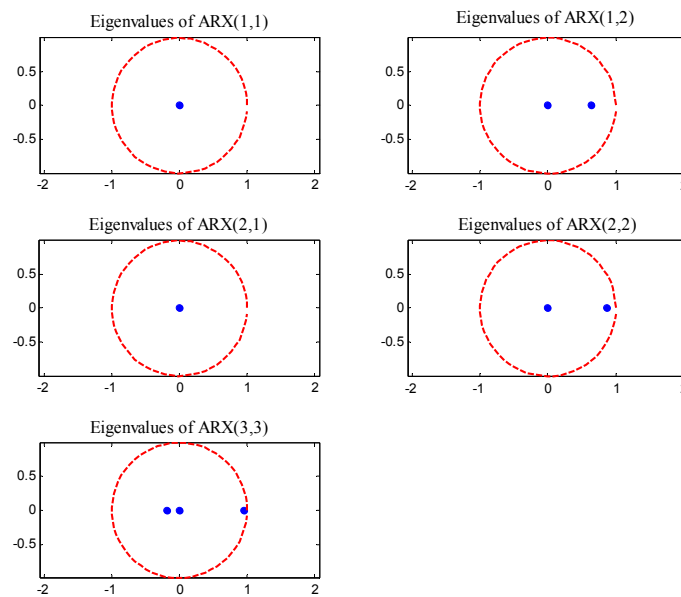 Eigenvalues of ARX(1,1)
0.5
0
-0.5
-2 -1 0 1 2
Eigenvalues of ARX(1,2)
0.5
0
-0.5
-2 -1 0 1 2
Eigenvalues of ARX(2,1)
0.5
0
-0.5
-2 -1 0 1 2
Eigenvalues of ARX(2,2)
0.5
0
-0.5
-2 -1 0 1 2
Eigenvalues of ARX(3,3)
0.5
0
-0.5
-2 -1 0 1 2